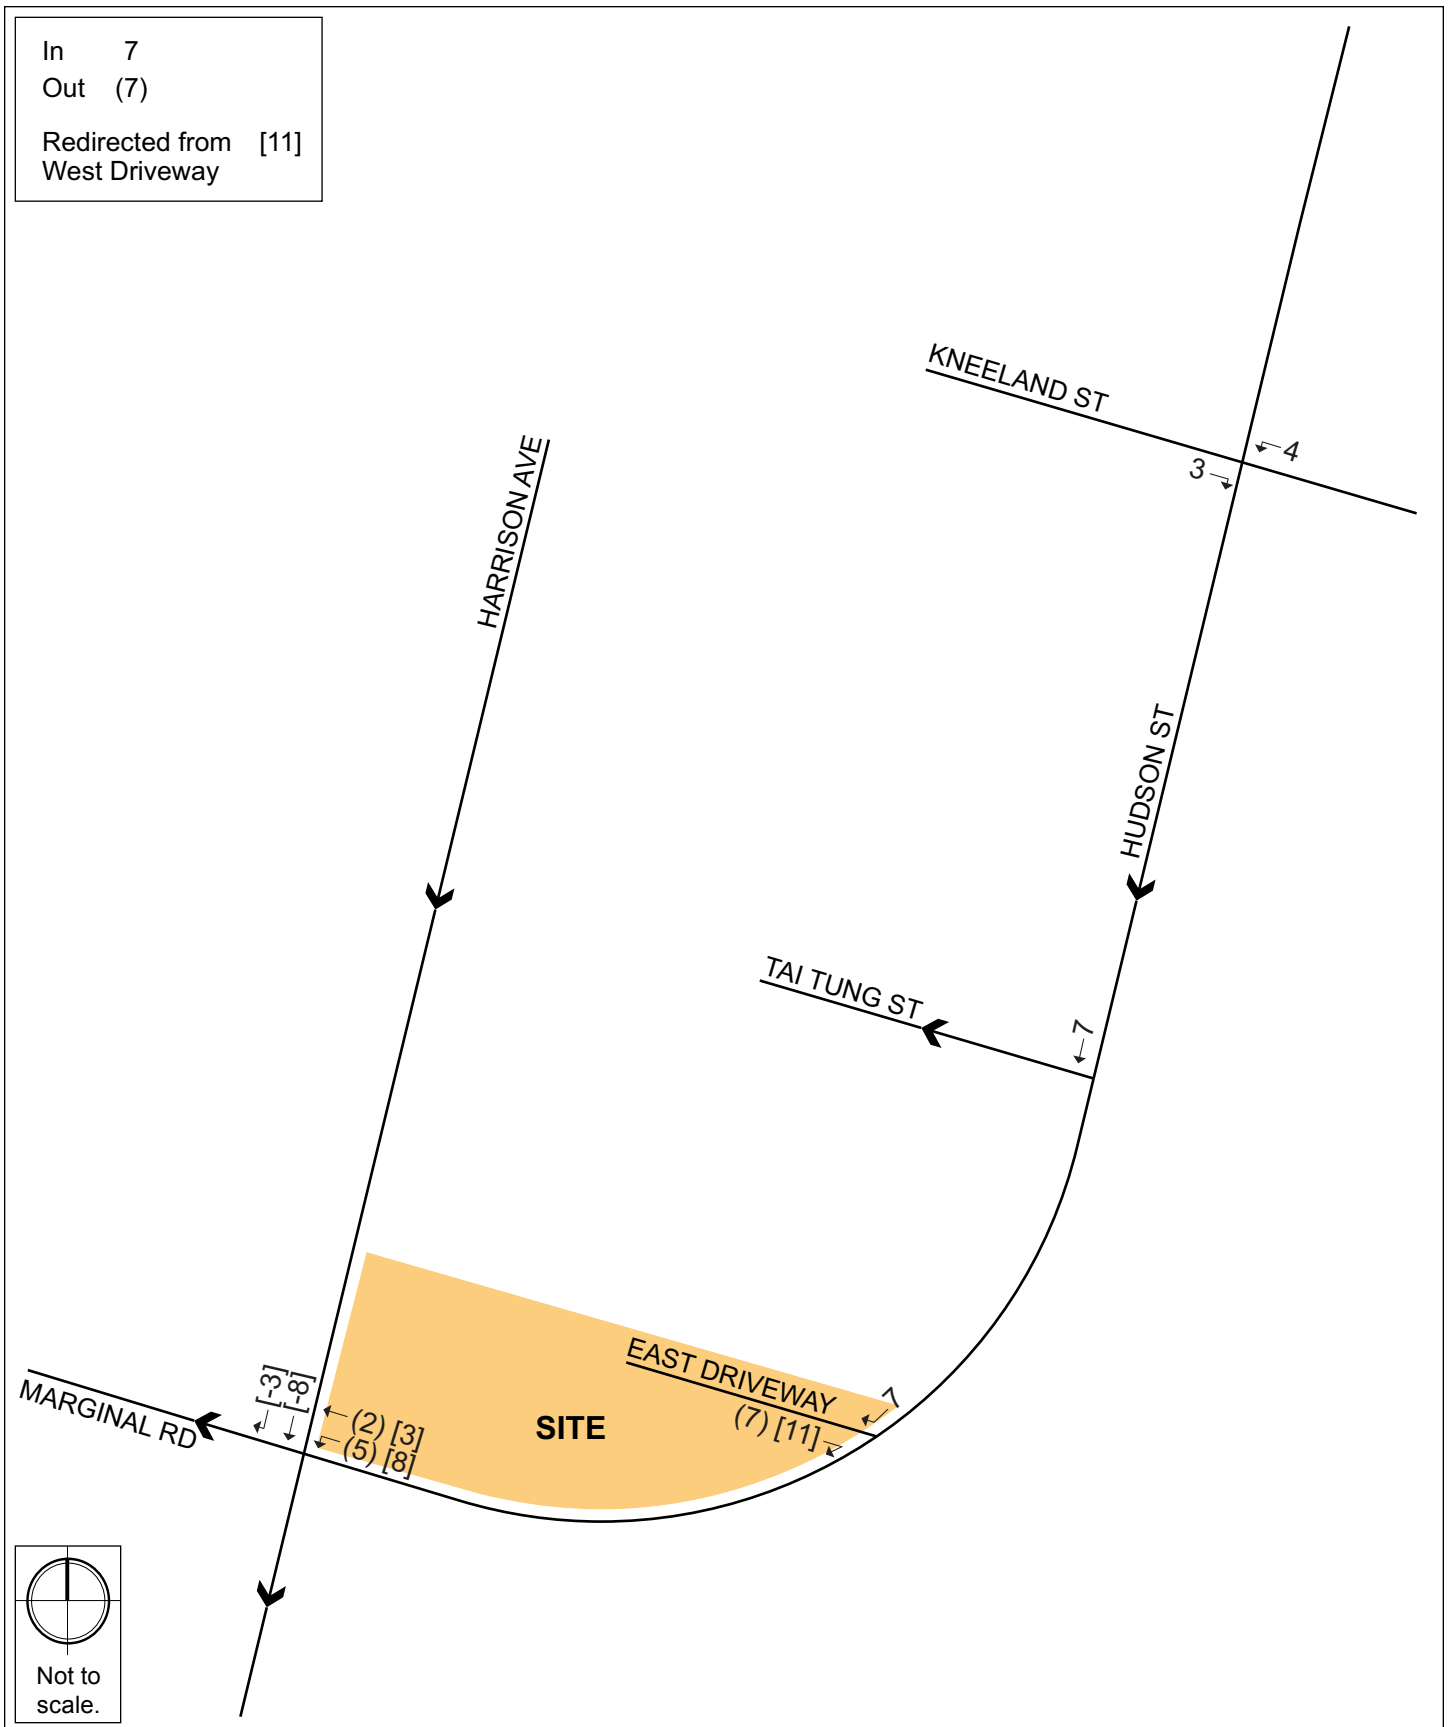 In 7
Out (7)
Redirected from [11]
West Driveway
KNEELAND ST
4
3
HARRISON AVE
HUDSON ST
TAI TUNG ST
7
EAST DRIVEWAY
7
(7) [11]
SITE
[-3]
[-8]
(2) [3]
(5) [8]
MARGINAL RD
Not to
scale.